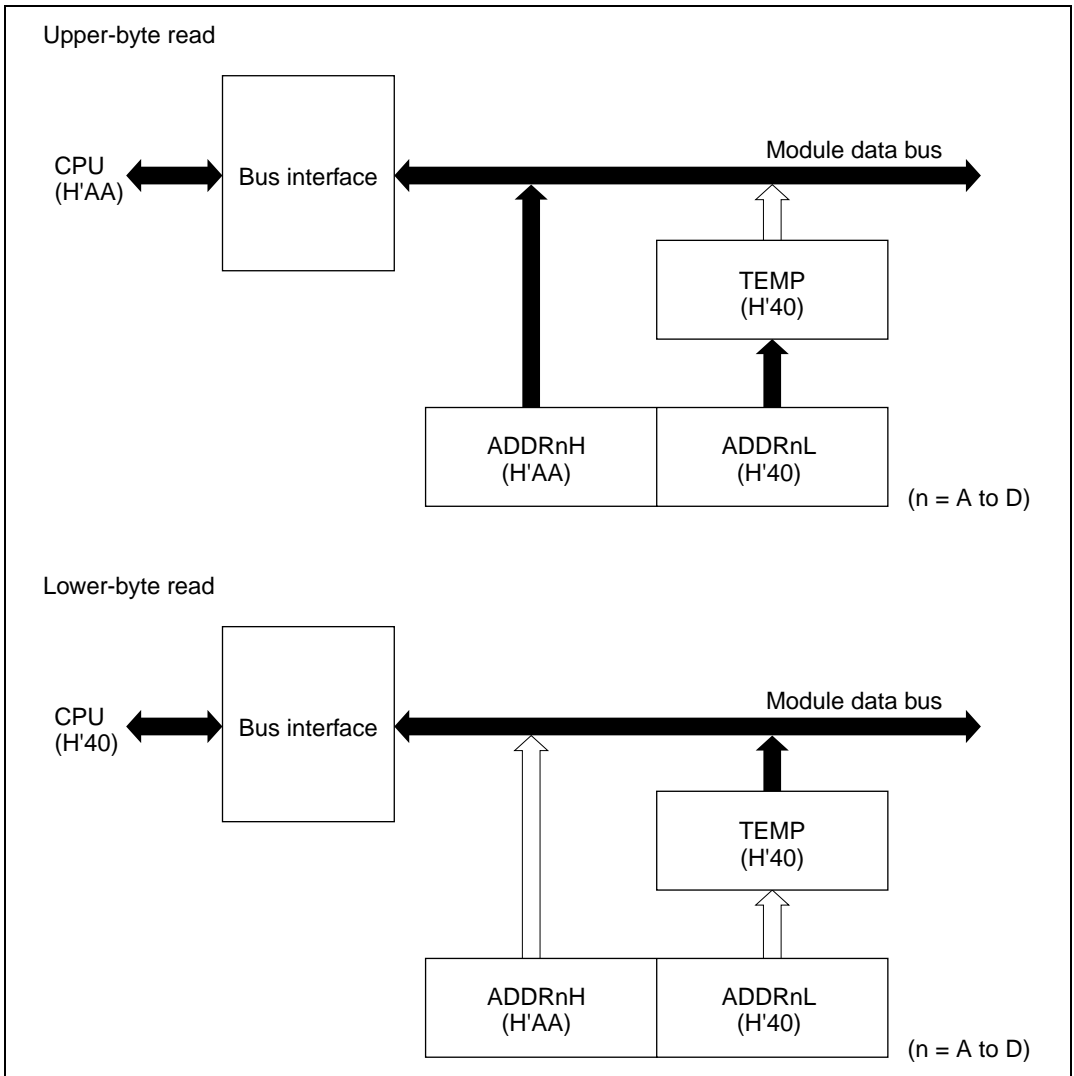 Upper-byte read
Module data bus
CPU
(H'AA)
Bus interface
TEMP
(H'40)
ADDRnH
(H'AA)
ADDRnL
(H'40)
(n = A to D)
Lower-byte read
Module data bus
CPU
(H'40)
Bus interface
TEMP
(H'40)
ADDRnH
(H'AA)
ADDRnL
(H'40)
(n = A to D)